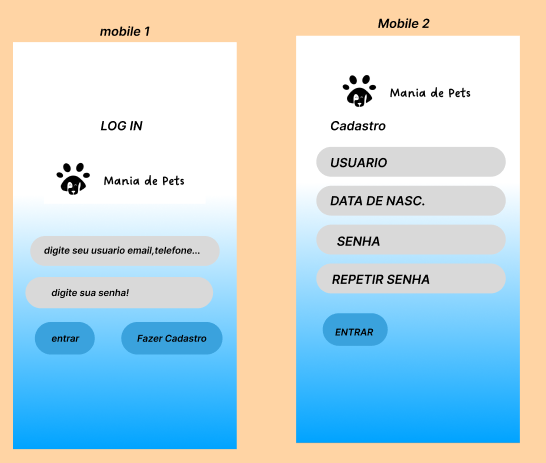 mobile 1
LOG IN
Mania de Pets
digite seu usuario email,telefone...
digite sua senha!
entrar
Fazer Cadastro
Mobile 2
Mania de Pets
Cadastro
USUARIO
DATA DE NASC.
SENHA
REPETIR SENHA
ENTRAR